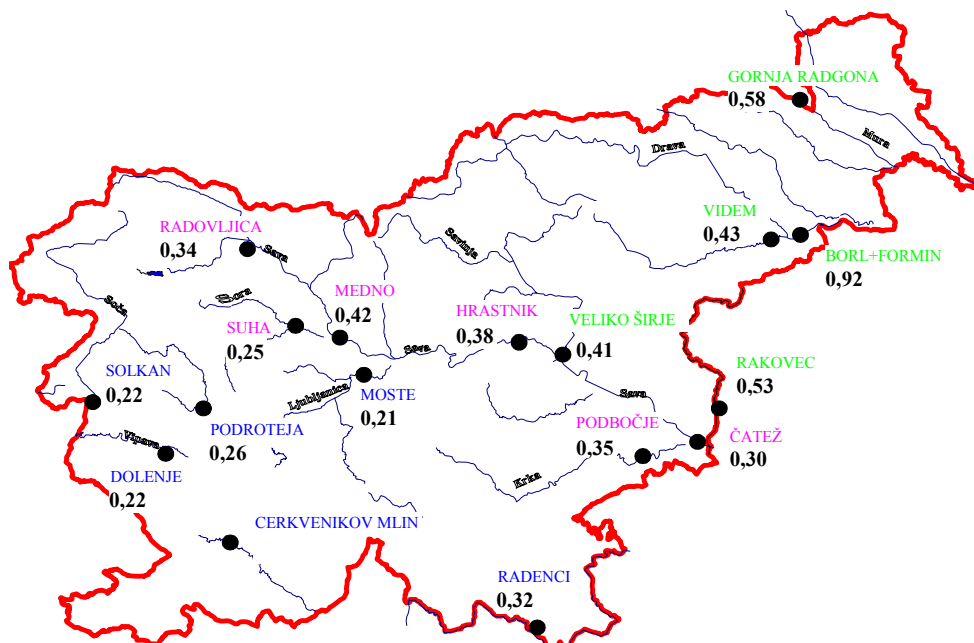 GORNJA RADGONA
0,58
Mura
Drava
VIDEM
0,43
BORL+FORMIN
0,92
RADOVLJICA
0,34
Sava
Savinja
Sora
MEDNO
0,42
HRASTNIK
0,38
VELIKO ŠIRJE
0,41
Soča
SUHA
0,25
Sava
SOLKAN
0,22
Ljubljanica
MOSTE
0,21
Sava
RAKOVEC
0,53
PODROTEJA
0,26
PODBOČJE
0,35
ČATEŽ
0,30
Vipava
DOLENJE
0,22
Krka
CERKVENIKOV MLIN
RADENCI
0,32